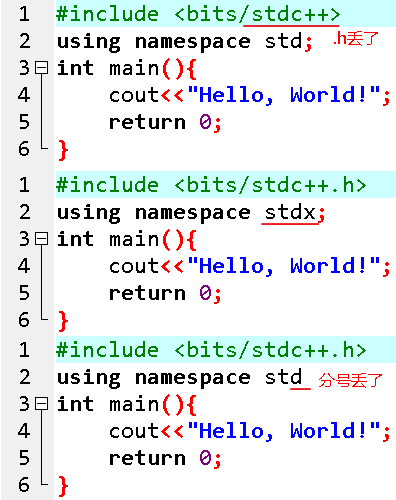 1 #include <bits/stdc++>
2 using namespace std; .h丢了
3 int main(){
4 cout<<"Hello, World!";
5 return 0;
6 }
1 #include <bits/stdc++.h>
2 using namespace stdx;
3 int main(){
4 cout<<"Hello, World!";
5 return 0;
6 }
1 #include <bits/stdc++.h>
2 using namespace std 分号丢了
3 int main(){
4 cout<<"Hello, World!";
5 return 0;
6 }